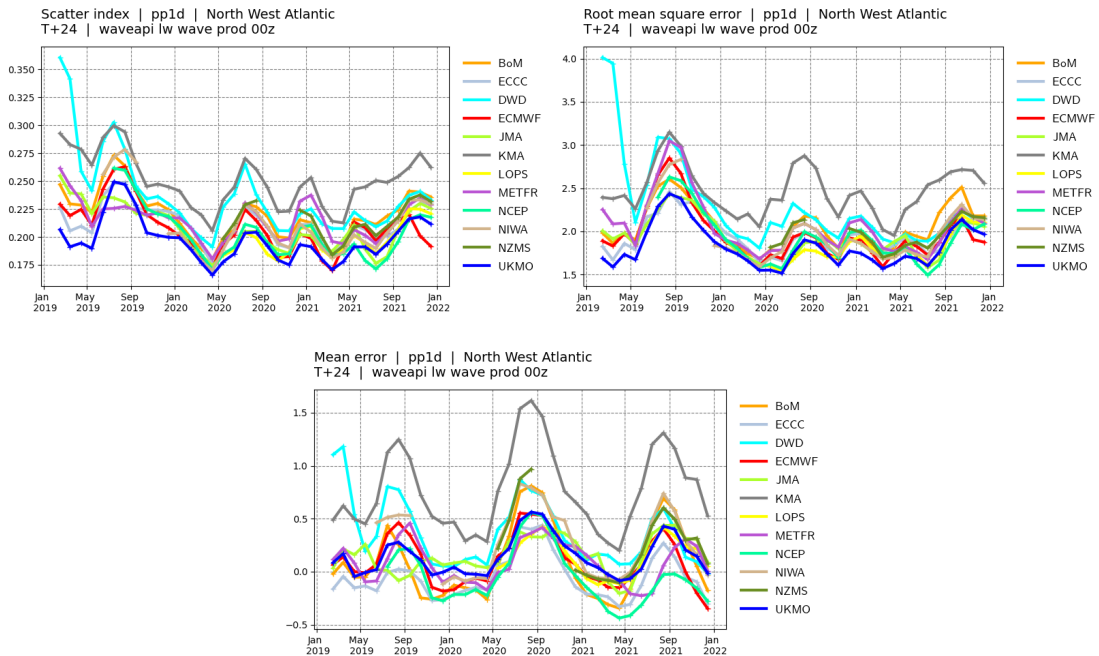 Scatter index | pp1d | North West Atlantic
T+24 | waveapi lw wave prod 00z
0.350
0.325
0.300
0.275
0.250
0.225
0.200
0.175
Jan 2019
May 2019
Sep 2019
Jan 2020
May 2020
Sep 2020
Jan 2021
May 2021
Sep 2021
Jan 2022
BoM
ECCC
DWD
ECMWF
JMA
KMA
LOPS
METFR
NCEP
NIWA
NZMS
UKMO
Root mean square error | pp1d | North West Atlantic
T+24 | waveapi lw wave prod 00z
4.0
3.5
3.0
2.5
2.0
1.5
Jan 2019
May 2019
Sep 2019
Jan 2020
May 2020
Sep 2020
Jan 2021
May 2021
Sep 2021
Jan 2022
BoM
ECCC
DWD
ECMWF
JMA
KMA
LOPS
METFR
NCEP
NIWA
NZMS
UKMO
Mean error | pp1d | North West Atlantic
T+24 | waveapi lw wave prod 00z
1.5
1.0
0.5
0.0
−0.5
Jan 2019
May 2019
Sep 2019
Jan 2020
May 2020
Sep 2020
Jan 2021
May 2021
Sep 2021
Jan 2022
BoM
ECCC
DWD
ECMWF
JMA
KMA
LOPS
METFR
NCEP
NIWA
NZMS
UKMO